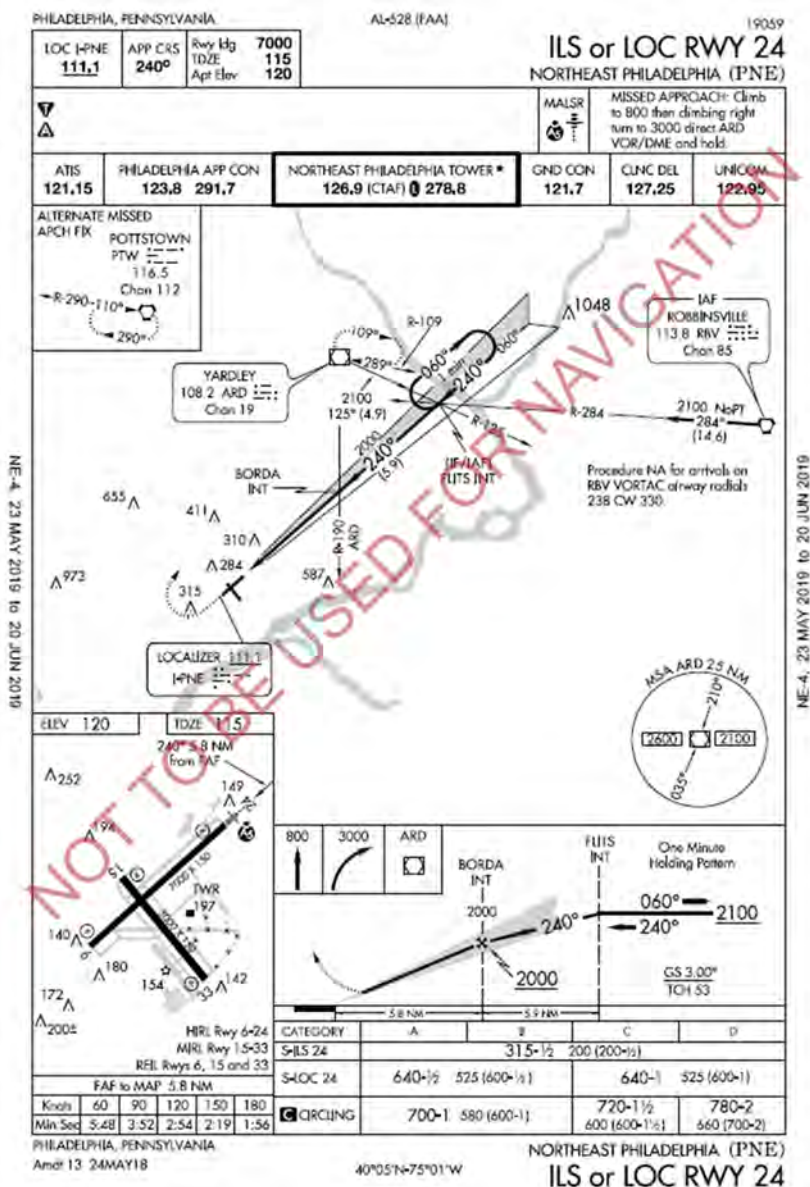 PHILADELPHIA, PENNSYLVANIA
AL-528 (FAA)
19059
LOC I-PNE
111.1
APP CRS
240°
Rwy ldg 7000
TDZE 115
Apt Elev 120
ILS or LOC RWY 24
NORTHEAST PHILADELPHIA (PNE)
T
A
MALSR
A5
MISSED APPROACH: Climb
to 800 then climbing right
turn to 3000 direct ARD
VOR/DME and hold.
ATIS
121.15
PHILADELPHIA APP CON
123.8 291.7
NORTHEAST PHILADELPHIA TOWER *
126.9 (CTAF) L 278.8
GND CON
121.7
CLNC DEL
127.25
UNICOM
122.95
ALTERNATE MISSED
APCH FIX
POTTSTOWN
PTW
116.5
Chan 112
R-290
110°
290°
1048
IAF
ROBBINSVILLE
113.8 RBV
Chan 85
109°
R-109
289°
060°
1 min
240°
060°
YARDLEY
108.2 ARD
Chan 19
2100
125° (4.9)
R-125
R-284
2100 NoPT
284°
(14.6)
2000
240°
(5.9)
(IF/IAF)
FLITS INT
BORDA
INT
Procedure NA for arrivals on
RBV VORTAC airway radials
238 CW 330.
655
411
310
284
R-190
ARD
587
973
315
LOCALIZER 111.1
I-PNE
MSA ARD 25 NM
210°
2600
2100
035°
ELEV 120
TDZE 115
240° 5.8 NM
from FAF
252
149
24
A5
194
15
7000 X 150
TWR
197
140
6
180
154
33
142
172
200±
HIRL Rwy 6-24
MIRL Rwy 15-33
REIL Rwys 6, 15 and 33
FAF to MAP 5.8 NM
Knots 60 90 120 150 180
Min:Sec 5:48 3:52 2:54 2:19 1:56
800
3000
ARD
BORDA
INT
FLITS
INT
One Minute
Holding Pattern
2000
240°
060°
240°
2100
2000
GS 3.00°
TCH 53
5.8 NM
5.9 NM
CATEGORY A B C D
S-ILS 24 315-½ 200 (200-½)
S-LOC 24 640-½ 525 (600-½) 640-1 525 (600-1)
C CIRCLING 700-1 580 (600-1) 720-1½ 600 (600-1½) 780-2 660 (700-2)
PHILADELPHIA, PENNSYLVANIA
Amdt 13 24MAY18
40°05'N-75°01'W
NORTHEAST PHILADELPHIA (PNE)
ILS or LOC RWY 24
NE-4, 23 MAY 2019 to 20 JUN 2019
NE-4, 23 MAY 2019 to 20 JUN 2019
NOT TO BE USED FOR NAVIGATION